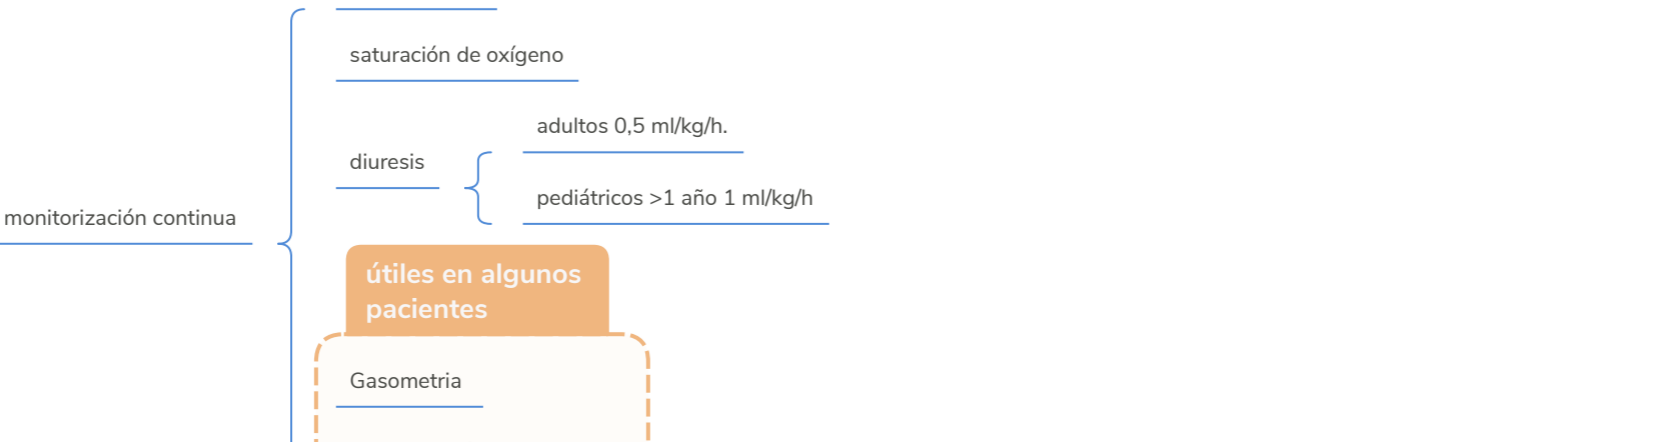 saturación de oxígeno
adultos 0,5 ml/kg/h.
diuresis
pediátricos >1 año 1 ml/kg/h
monitorización continua
útiles en algunos
pacientes
Gasometria